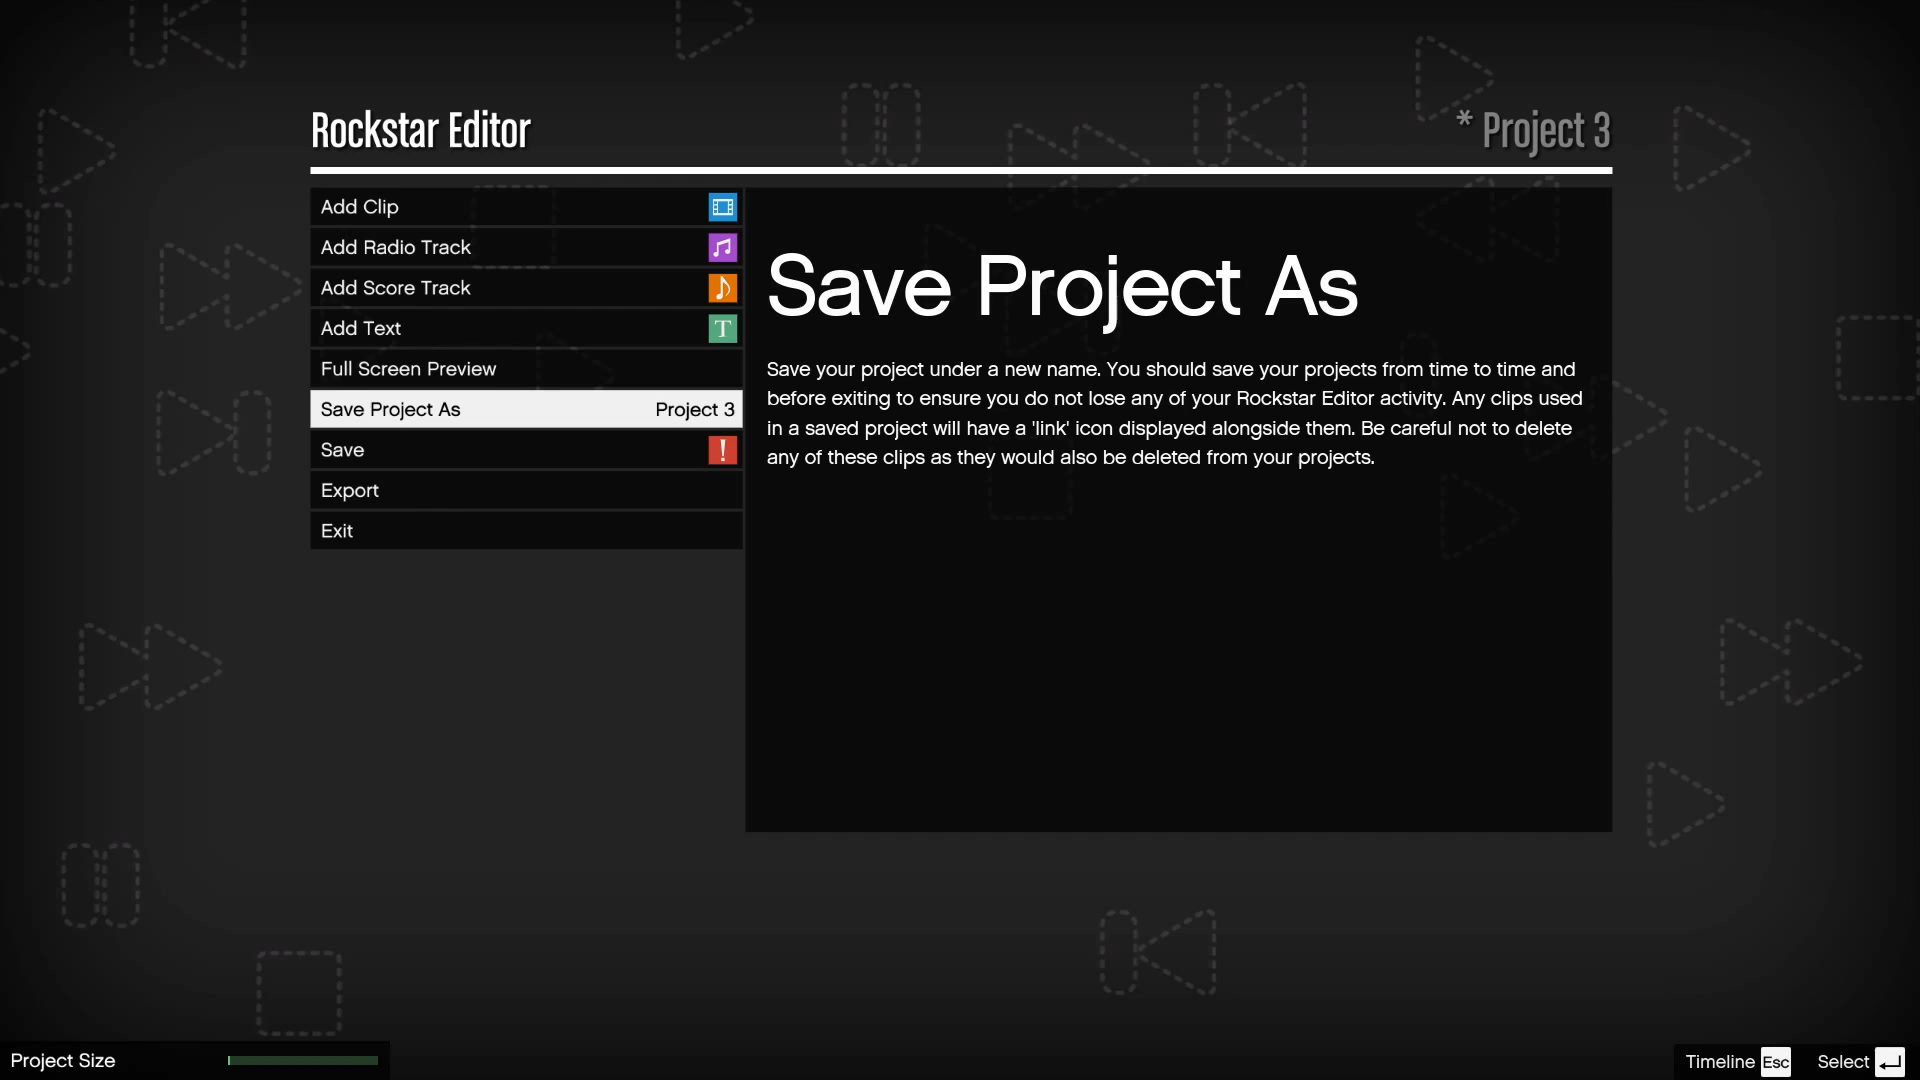 Rockstar Editor
* Project 3
Add Clip
Add Radio Track
Add Score Track
Add Text
T
Full Screen Preview
Save Project As Project 3
Save !
Export
Exit
Save Project As
Save your project under a new name. You should save your projects from time to time and
before exiting to ensure you do not lose any of your Rockstar Editor activity. Any clips used
in a saved project will have a 'link' icon displayed alongside them. Be careful not to delete
any of these clips as they would also be deleted from your projects.
Project Size
Timeline Esc Select